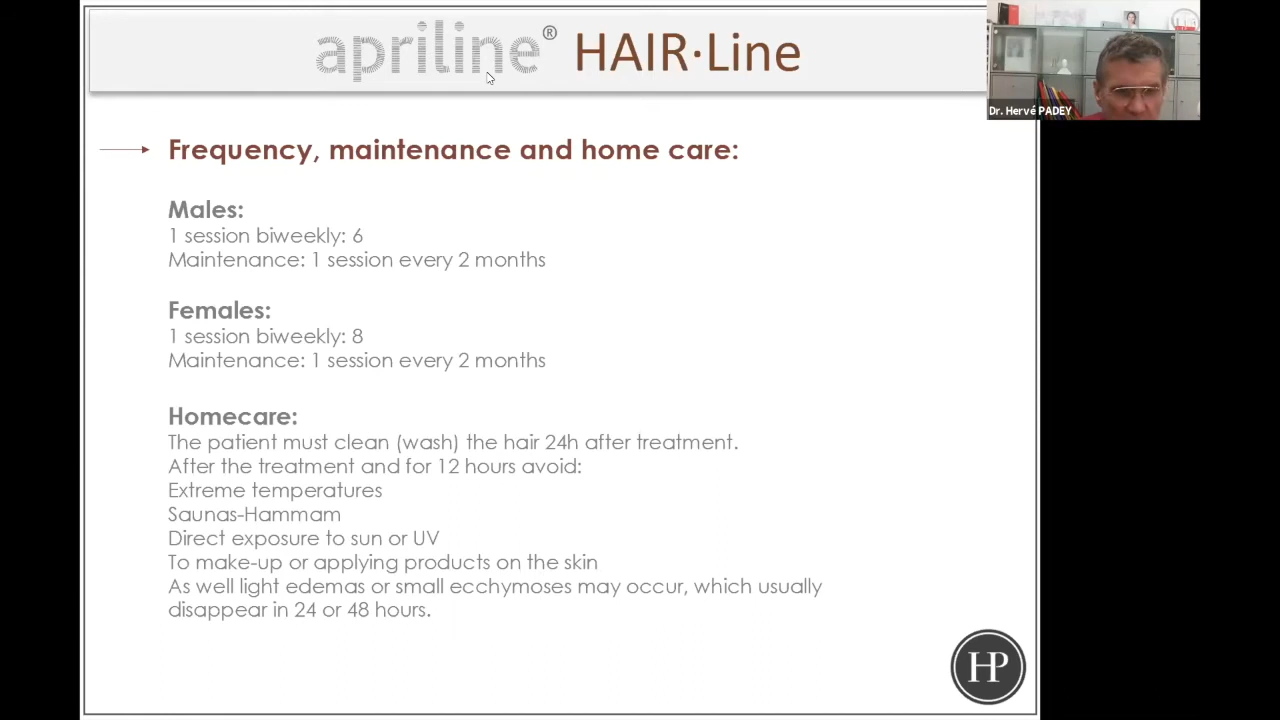 apriline® HAIR·Line
Dr. Hervé PADEY
Frequency, maintenance and home care:
Males:
1 session biweekly: 6
Maintenance: 1 session every 2 months
Females:
1 session biweekly: 8
Maintenance: 1 session every 2 months
Homecare:
The patient must clean (wash) the hair 24h after treatment.
After the treatment and for 12 hours avoid:
Extreme temperatures
Saunas-Hammam
Direct exposure to sun or UV
To make-up or applying products on the skin
As well light edemas or small ecchymoses may occur, which usually
disappear in 24 or 48 hours.
HP